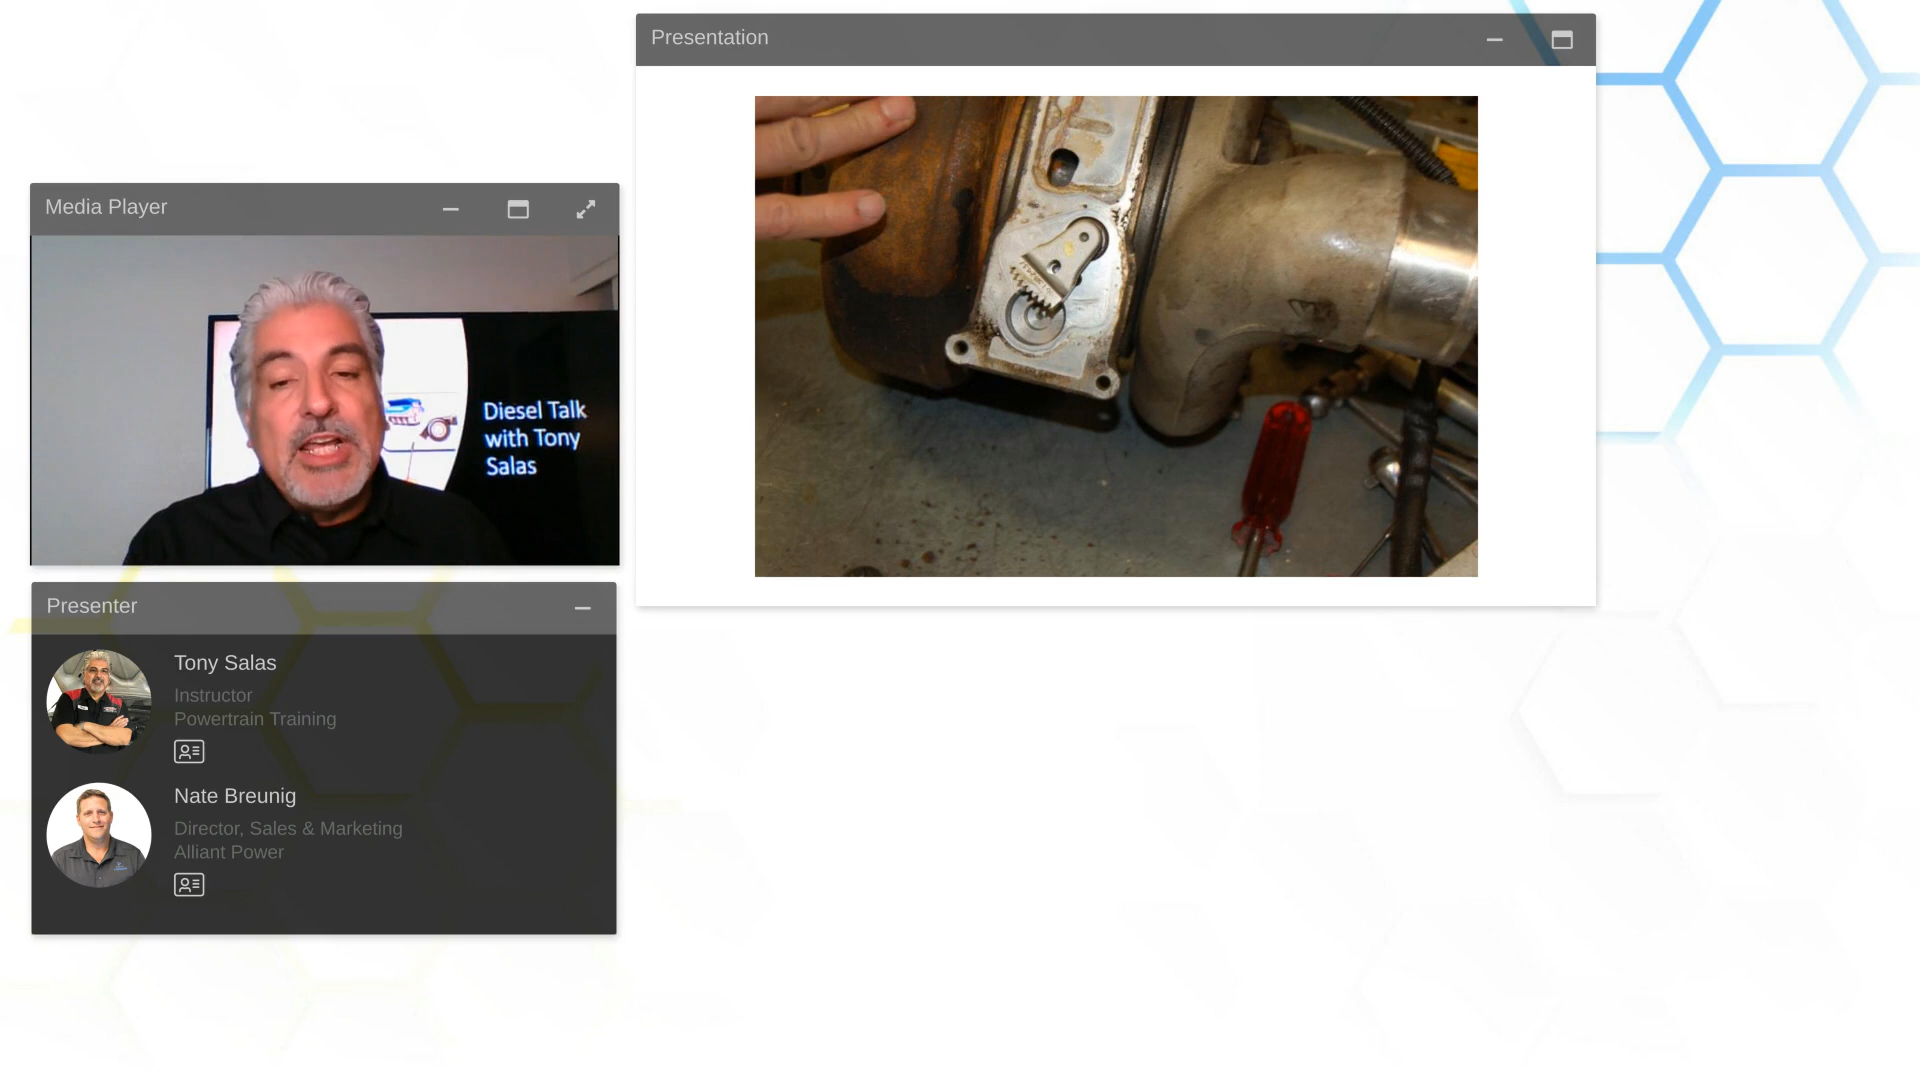 Presentation
Media Player
Diesel Talk
with Tony
Salas
Presenter
Tony Salas
Instructor
Powertrain Training
Nate Breunig
Director, Sales & Marketing
Alliant Power